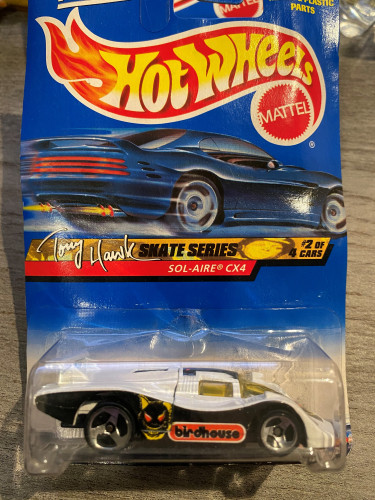 MATTEL
PLASTIC
PARTS
HOT WHEELS
MATTEL
®
Tony Hawk SKATE SERIES
#2 OF
4 CARS
SOL-AIRE® CX4
birdhouse